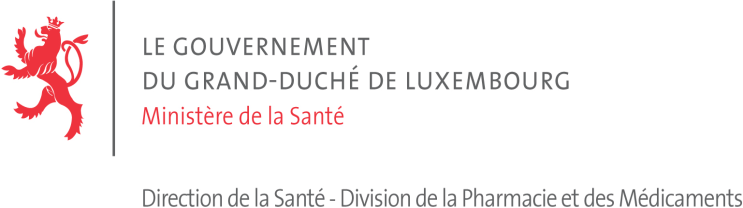 LE GOUVERNEMENT
DU GRAND-DUCHÉ DE LUXEMBOURG
Ministère de la Santé
Direction de la Santé - Division de la Pharmacie et des Médicaments